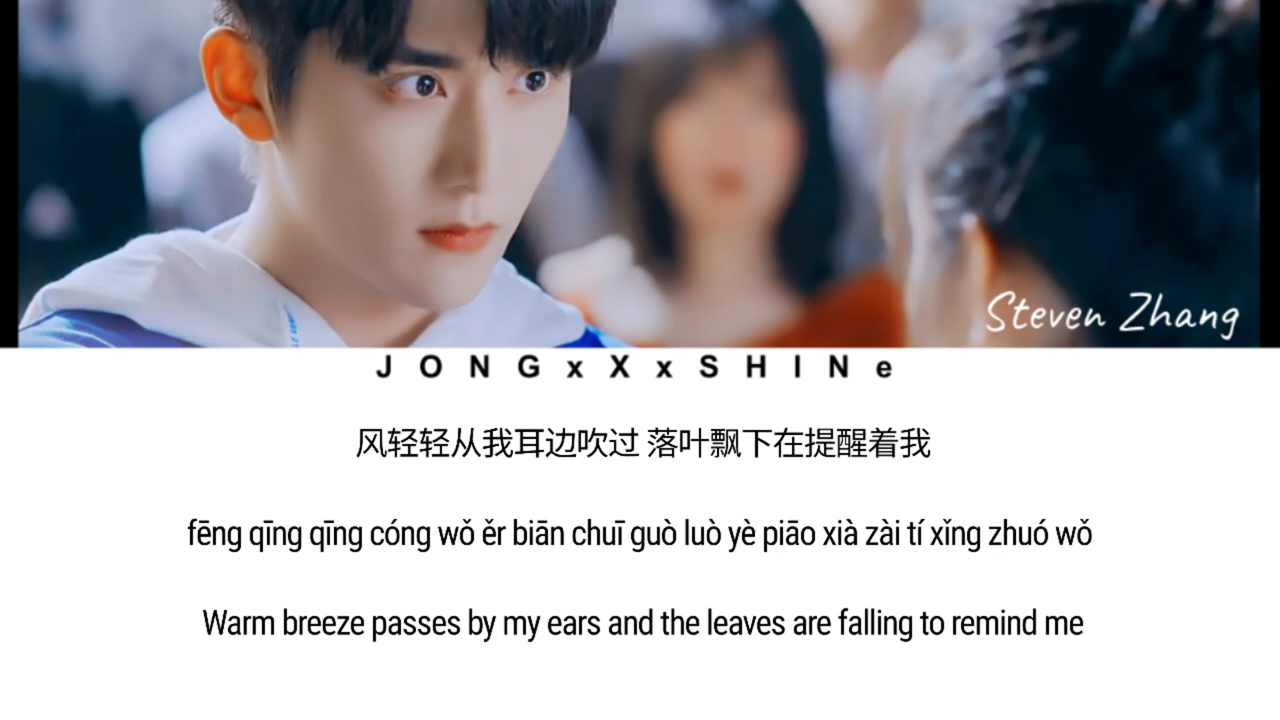 Steven Zhang
J O N G x X x S H I N e
风轻轻从我耳边吹过 落叶飘下在提醒着我
fēng qīng qīng cóng wǒ ěr biān chuī guò luò yè piāo xià zài tí xǐng zhuó wǒ
Warm breeze passes by my ears and the leaves are falling to remind me